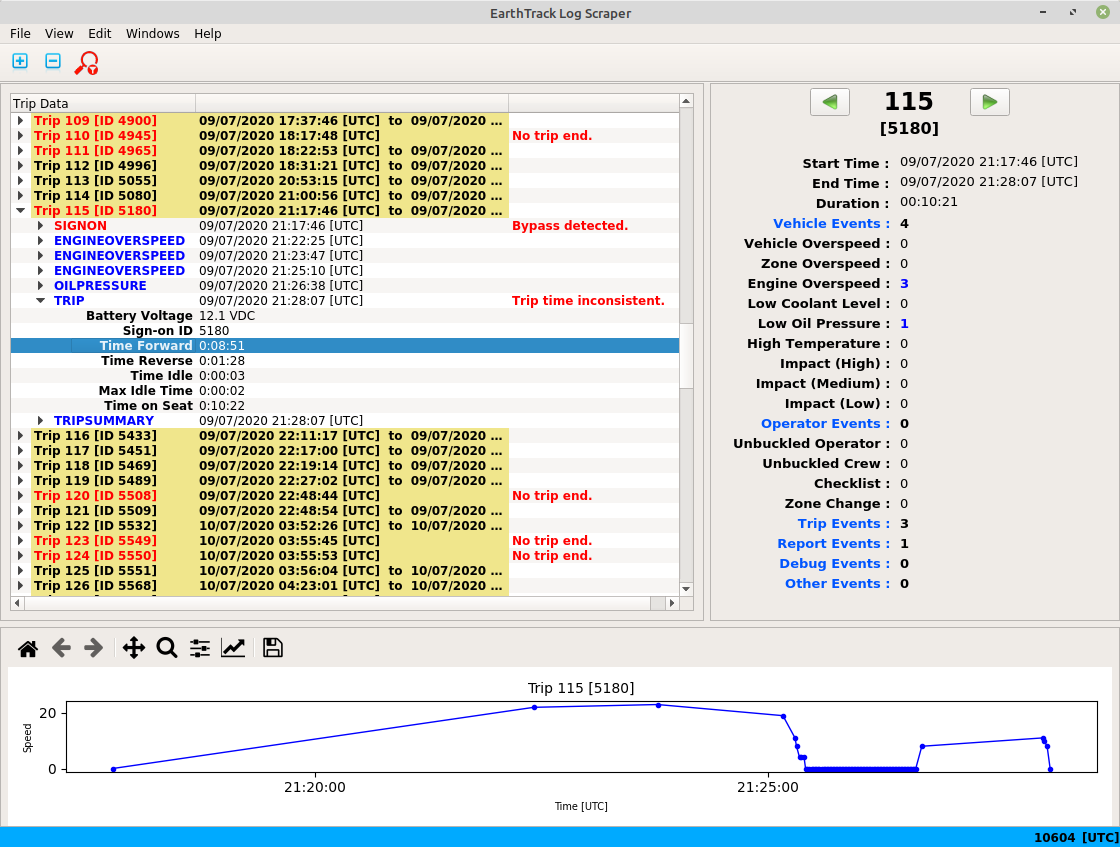 EarthTrack Log Scraper
File View Edit Windows Help
Trip Data
Trip 109 [ID 4900] 09/07/2020 17:37:46 [UTC] to 09/07/2020 ...
Trip 110 [ID 4945] 09/07/2020 18:17:48 [UTC] No trip end.
Trip 111 [ID 4965] 09/07/2020 18:22:53 [UTC] to 09/07/2020 ...
Trip 112 [ID 4996] 09/07/2020 18:31:21 [UTC] to 09/07/2020 ...
Trip 113 [ID 5055] 09/07/2020 20:53:15 [UTC] to 09/07/2020 ...
Trip 114 [ID 5080] 09/07/2020 21:00:56 [UTC] to 09/07/2020 ...
Trip 115 [ID 5180] 09/07/2020 21:17:46 [UTC] to 09/07/2020 ...
SIGNON 09/07/2020 21:17:46 [UTC] Bypass detected.
ENGINEOVERSPEED 09/07/2020 21:22:25 [UTC]
ENGINEOVERSPEED 09/07/2020 21:23:47 [UTC]
ENGINEOVERSPEED 09/07/2020 21:25:10 [UTC]
OILPRESSURE 09/07/2020 21:26:38 [UTC]
TRIP 09/07/2020 21:28:07 [UTC] Trip time inconsistent.
Battery Voltage 12.1 VDC
Sign-on ID 5180
Time Forward 0:08:51
Time Reverse 0:01:28
Time Idle 0:00:03
Max Idle Time 0:00:02
Time on Seat 0:10:22
TRIPSUMMARY 09/07/2020 21:28:07 [UTC]
Trip 116 [ID 5433] 09/07/2020 22:11:17 [UTC] to 09/07/2020 ...
Trip 117 [ID 5451] 09/07/2020 22:17:00 [UTC] to 09/07/2020 ...
Trip 118 [ID 5469] 09/07/2020 22:19:14 [UTC] to 09/07/2020 ...
Trip 119 [ID 5489] 09/07/2020 22:27:02 [UTC] to 09/07/2020 ...
Trip 120 [ID 5508] 09/07/2020 22:48:44 [UTC] No trip end.
Trip 121 [ID 5509] 09/07/2020 22:48:54 [UTC] to 09/07/2020 ...
Trip 122 [ID 5532] 10/07/2020 03:52:26 [UTC] to 10/07/2020 ...
Trip 123 [ID 5549] 10/07/2020 03:55:45 [UTC] No trip end.
Trip 124 [ID 5550] 10/07/2020 03:55:53 [UTC] No trip end.
Trip 125 [ID 5551] 10/07/2020 03:56:04 [UTC] to 10/07/2020 ...
Trip 126 [ID 5568] 10/07/2020 04:23:01 [UTC] to 10/07/2020 ...
115
[5180]
Start Time : 09/07/2020 21:17:46 [UTC]
End Time : 09/07/2020 21:28:07 [UTC]
Duration : 00:10:21
Vehicle Events : 4
Vehicle Overspeed : 0
Zone Overspeed : 0
Engine Overspeed : 3
Low Coolant Level : 0
Low Oil Pressure : 1
High Temperature : 0
Impact (High) : 0
Impact (Medium) : 0
Impact (Low) : 0
Operator Events : 0
Unbuckled Operator : 0
Unbuckled Crew : 0
Checklist : 0
Zone Change : 0
Trip Events : 3
Report Events : 1
Debug Events : 0
Other Events : 0
Trip 115 [5180]
20
Speed
0
21:20:00 21:25:00
Time [UTC]
10604 [UTC]